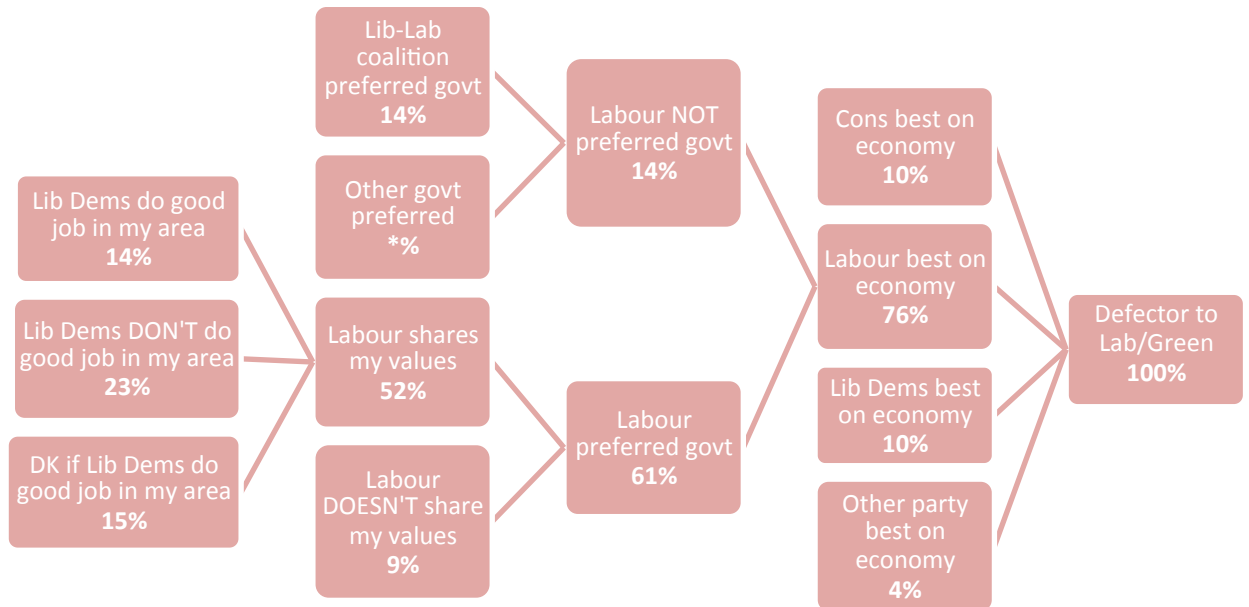 Lib Dems do good
job in my area
14%
Lib Dems DON'T do
good job in my area
23%
DK if Lib Dems do
good job in my area
15%
Lib-Lab
coalition
preferred govt
14%
Other govt
preferred
*%
Labour shares
my values
52%
Labour
DOESN'T share
my values
9%
Labour NOT
preferred govt
14%
Labour
preferred govt
61%
Cons best on
economy
10%
Labour best on
economy
76%
Lib Dems best
on economy
10%
Other party
best on
economy
4%
Defector to
Lab/Green
100%